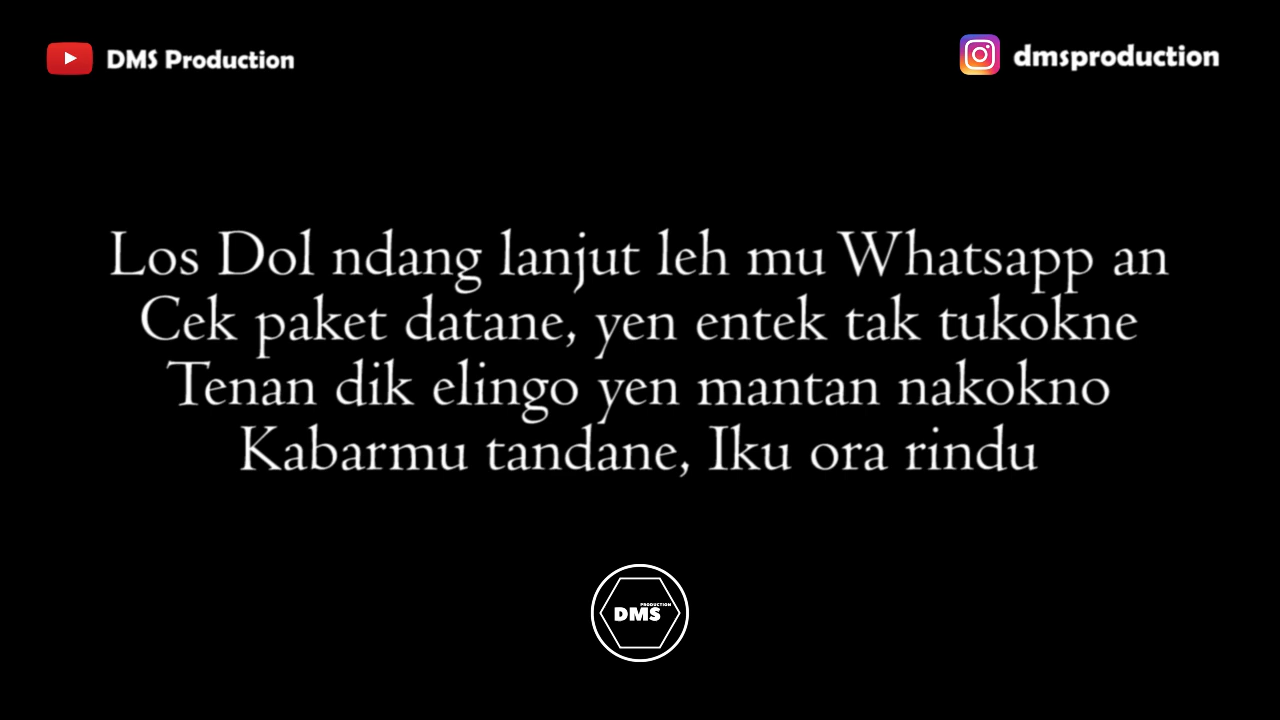 DMS Production
dmsproduction
Los Dol ndang lanjut leh mu Whatsapp an
Cek paket datane, yen entek tak tukokne
Tenan dik elingo yen mantan nakokno
Kabarmu tandane, Iku ora rindu
PRODUCTION
DMS